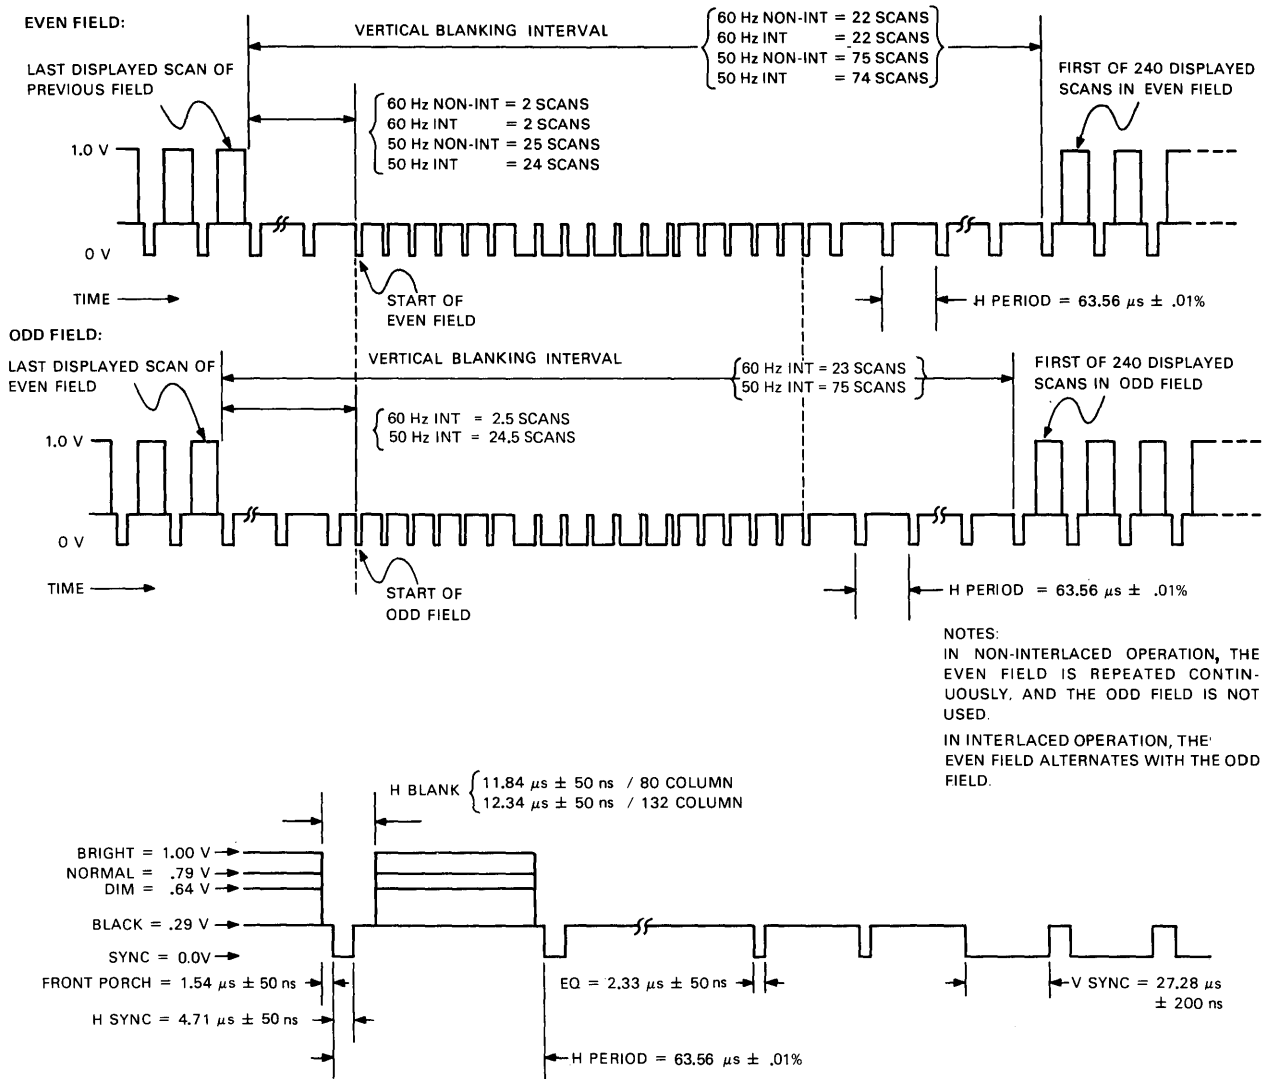 EVEN FIELD:
VERTICAL BLANKING INTERVAL
60 Hz NON-INT = 22 SCANS
60 Hz INT = 22 SCANS
50 Hz NON-INT = 75 SCANS
50 Hz INT = 74 SCANS
LAST DISPLAYED SCAN OF
PREVIOUS FIELD
FIRST OF 240 DISPLAYED
SCANS IN EVEN FIELD
60 Hz NON-INT = 2 SCANS
60 Hz INT = 2 SCANS
50 Hz NON-INT = 25 SCANS
50 Hz INT = 24 SCANS
1.0 V
0 V
TIME
START OF
EVEN FIELD
H PERIOD = 63.56 μs ± .01%
ODD FIELD:
LAST DISPLAYED SCAN OF
EVEN FIELD
VERTICAL BLANKING INTERVAL
60 Hz INT = 23 SCANS
50 Hz INT = 75 SCANS
FIRST OF 240 DISPLAYED
SCANS IN ODD FIELD
60 Hz INT = 2.5 SCANS
50 Hz INT = 24.5 SCANS
1.0 V
0 V
TIME
START OF
ODD FIELD
H PERIOD = 63.56 μs ± .01%
NOTES:
IN NON-INTERLACED OPERATION, THE
EVEN FIELD IS REPEATED CONTIN-
UOUSLY, AND THE ODD FIELD IS NOT
USED.
IN INTERLACED OPERATION, THE
EVEN FIELD ALTERNATES WITH THE ODD
FIELD.
H BLANK
11.84 μs ± 50 ns / 80 COLUMN
12.34 μs ± 50 ns / 132 COLUMN
BRIGHT = 1.00 V
NORMAL = .79 V
DIM = .64 V
BLACK = .29 V
SYNC = 0.0V
FRONT PORCH = 1.54 μs ± 50 ns
EQ = 2.33 μs ± 50 ns
V SYNC = 27.28 μs
± 200 ns
H SYNC = 4.71 μs ± 50 ns
H PERIOD = 63.56 μs ± .01%